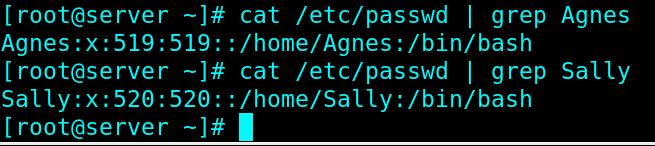 [root@server ~]# cat /etc/passwd | grep Agnes
Agnes:x:519:519::/home/Agnes:/bin/bash
[root@server ~]# cat /etc/passwd | grep Sally
Sally:x:520:520::/home/Sally:/bin/bash
[root@server ~]#